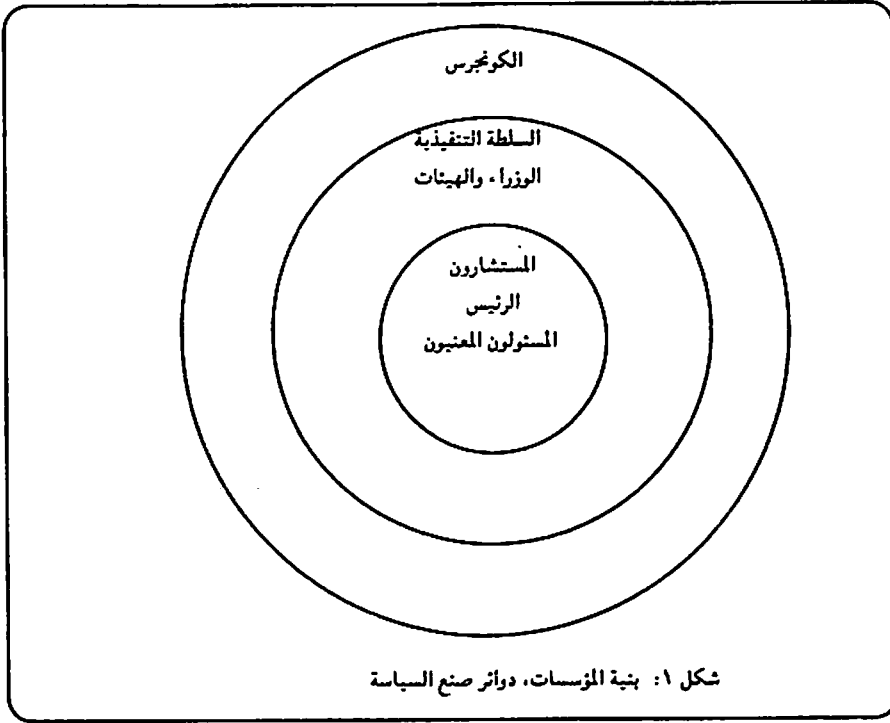 الكونجرس
السلطة التنفيذية
الوزراء والهيئات
المستشارون
الرئيس
المسئولون المعنيون
شكل ١: بنية المؤسسات، دوائر صنع السياسة